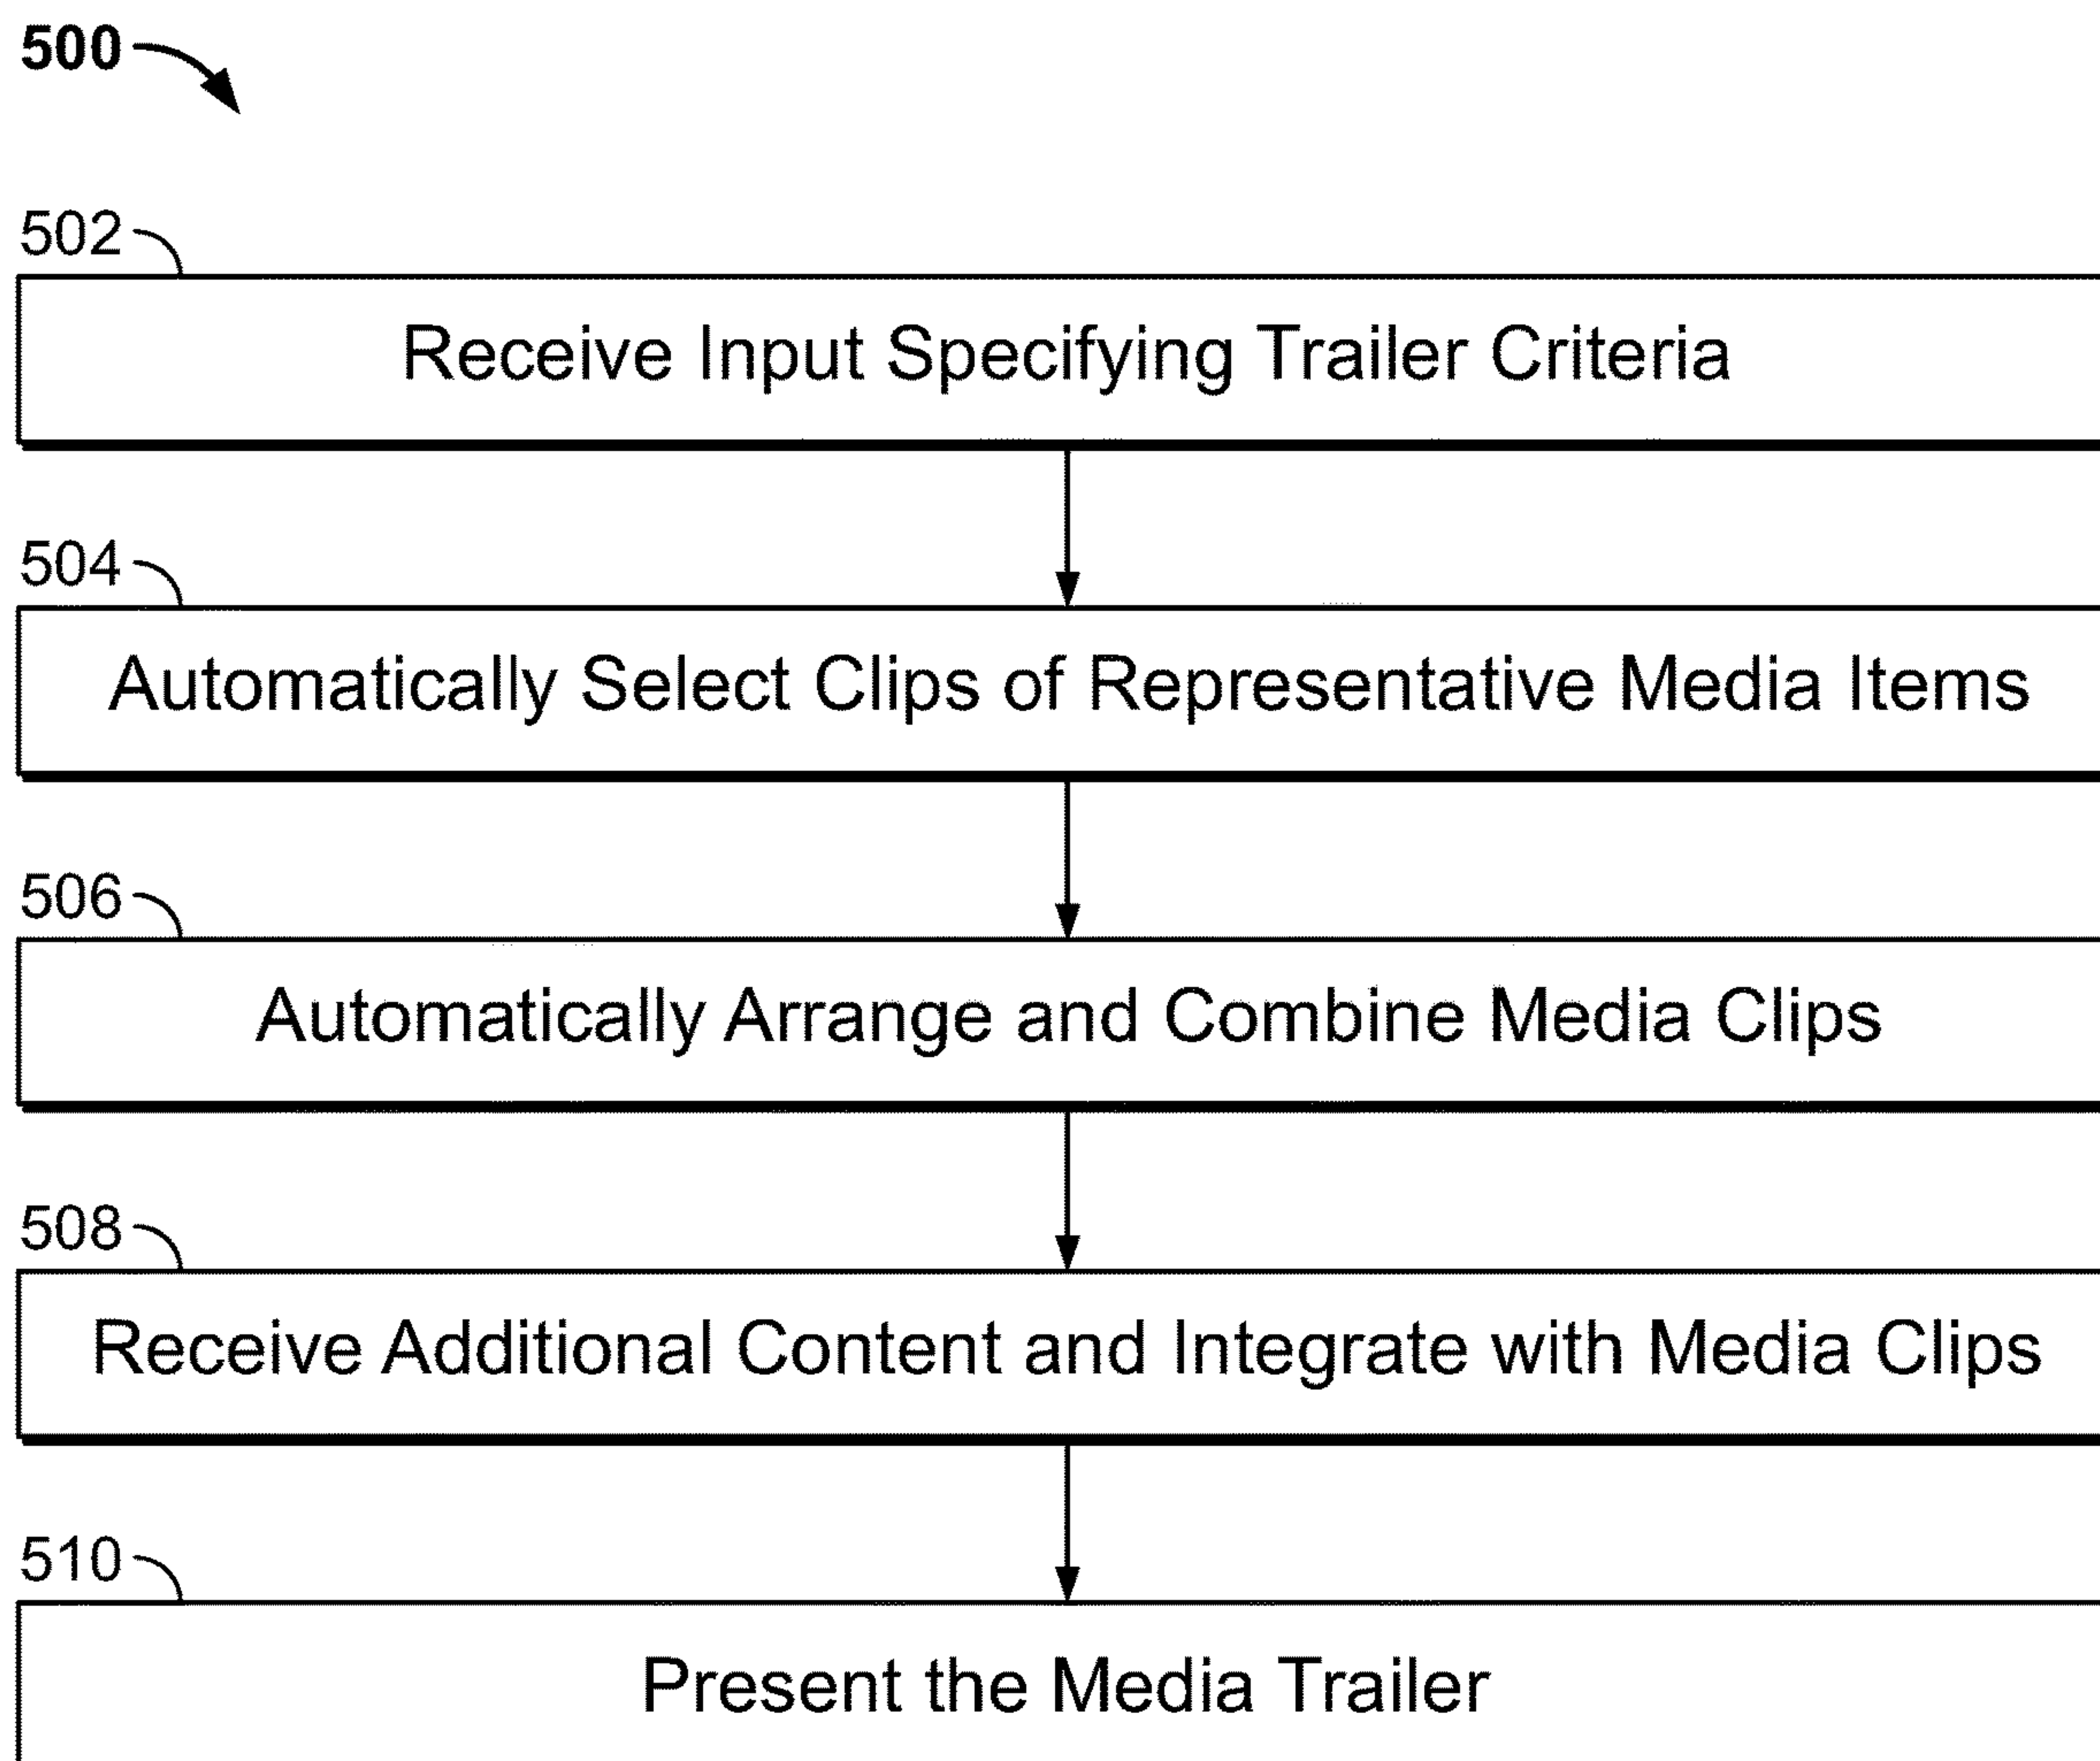 500
502
Receive Input Specifying Trailer Criteria
504
Automatically Select Clips of Representative Media Items
506
Automatically Arrange and Combine Media Clips
508
Receive Additional Content and Integrate with Media Clips
510
Present the Media Trailer